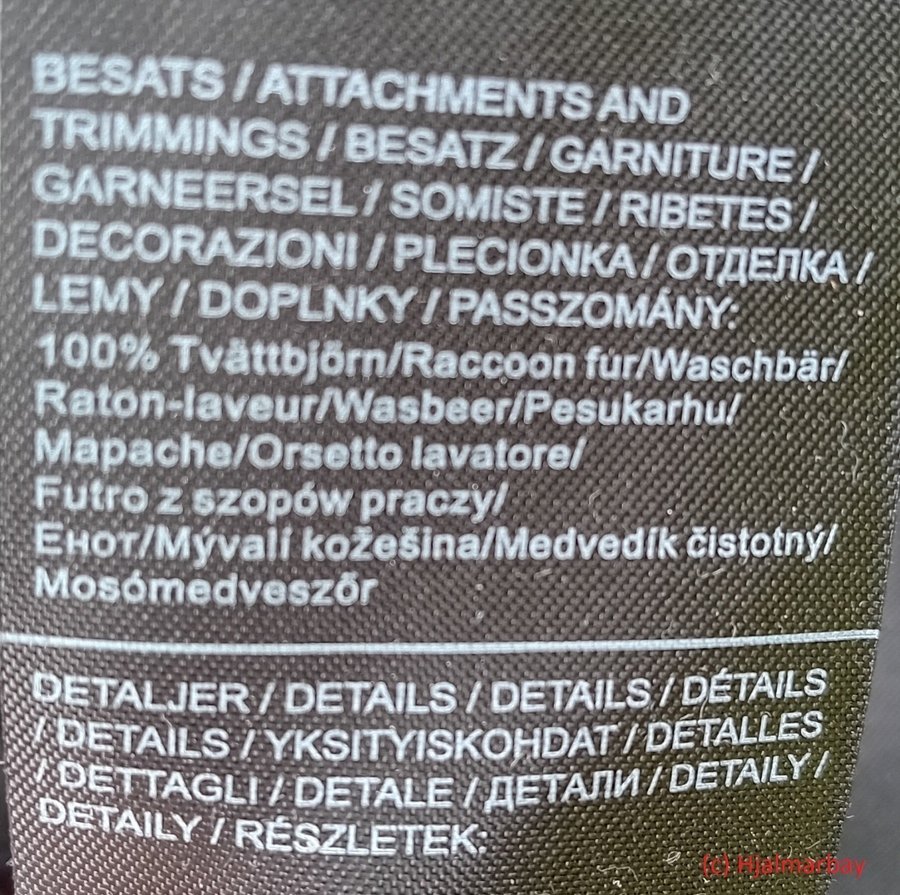 BESATS / ATTACHMENTS AND
TRIMMINGS / BESATZ / GARNITURE /
GARNEERSEL / SOMISTE / RIBETES /
DECORAZIONI / PLECIONKA / ОТДЕЛКА /
LEMY / DOPLNKY / PASSZOMÁNY:
100% Tvättbjörn/Raccoon fur/Waschbär/
Raton-laveur/Wasbeer/Pesukarhu/
Mapache/Orsetto lavatore/
Futro z szopów praczy/
Енот/Mývalí kožešina/Medvedík čistotný/
Mosómedveszőr
DETALJER / DETAILS / DETAILS / DÉTAILS
/ DETAILS / YKSITYISKOHDAT / DETALLES
/ DETTAGLI / DETALE / ДЕТАЛИ / DETAILY /
DETAILY / RÉSZLETEK:
(c) Hjalmarbay